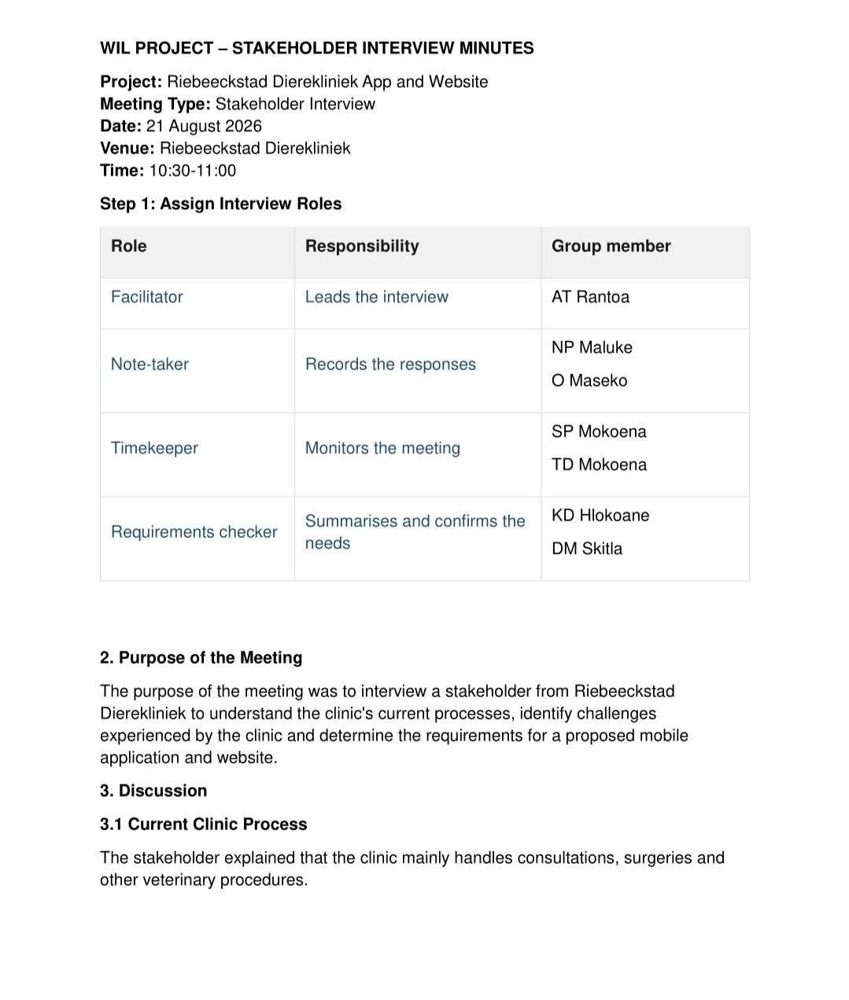 WIL PROJECT – STAKEHOLDER INTERVIEW MINUTES
Project: Riebeeckstad Dierekliniek App and Website
Meeting Type: Stakeholder Interview
Date: 21 August 2026
Venue: Riebeeckstad Dierekliniek
Time: 10:30-11:00
Step 1: Assign Interview Roles
Role Responsibility Group member
Facilitator Leads the interview AT Rantoa
Note-taker Records the responses NP Maluke
O Maseko
Timekeeper Monitors the meeting SP Mokoena
TD Mokoena
Requirements checker Summarises and confirms the needs KD Hlokoane
DM Skitla
2. Purpose of the Meeting
The purpose of the meeting was to interview a stakeholder from Riebeeckstad
Dierekliniek to understand the clinic's current processes, identify challenges
experienced by the clinic and determine the requirements for a proposed mobile
application and website.
3. Discussion
3.1 Current Clinic Process
The stakeholder explained that the clinic mainly handles consultations, surgeries and
other veterinary procedures.